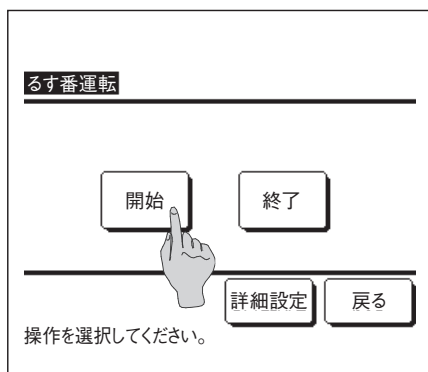 るす番運転
開始
終了
詳細設定
戻る
操作を選択してください。